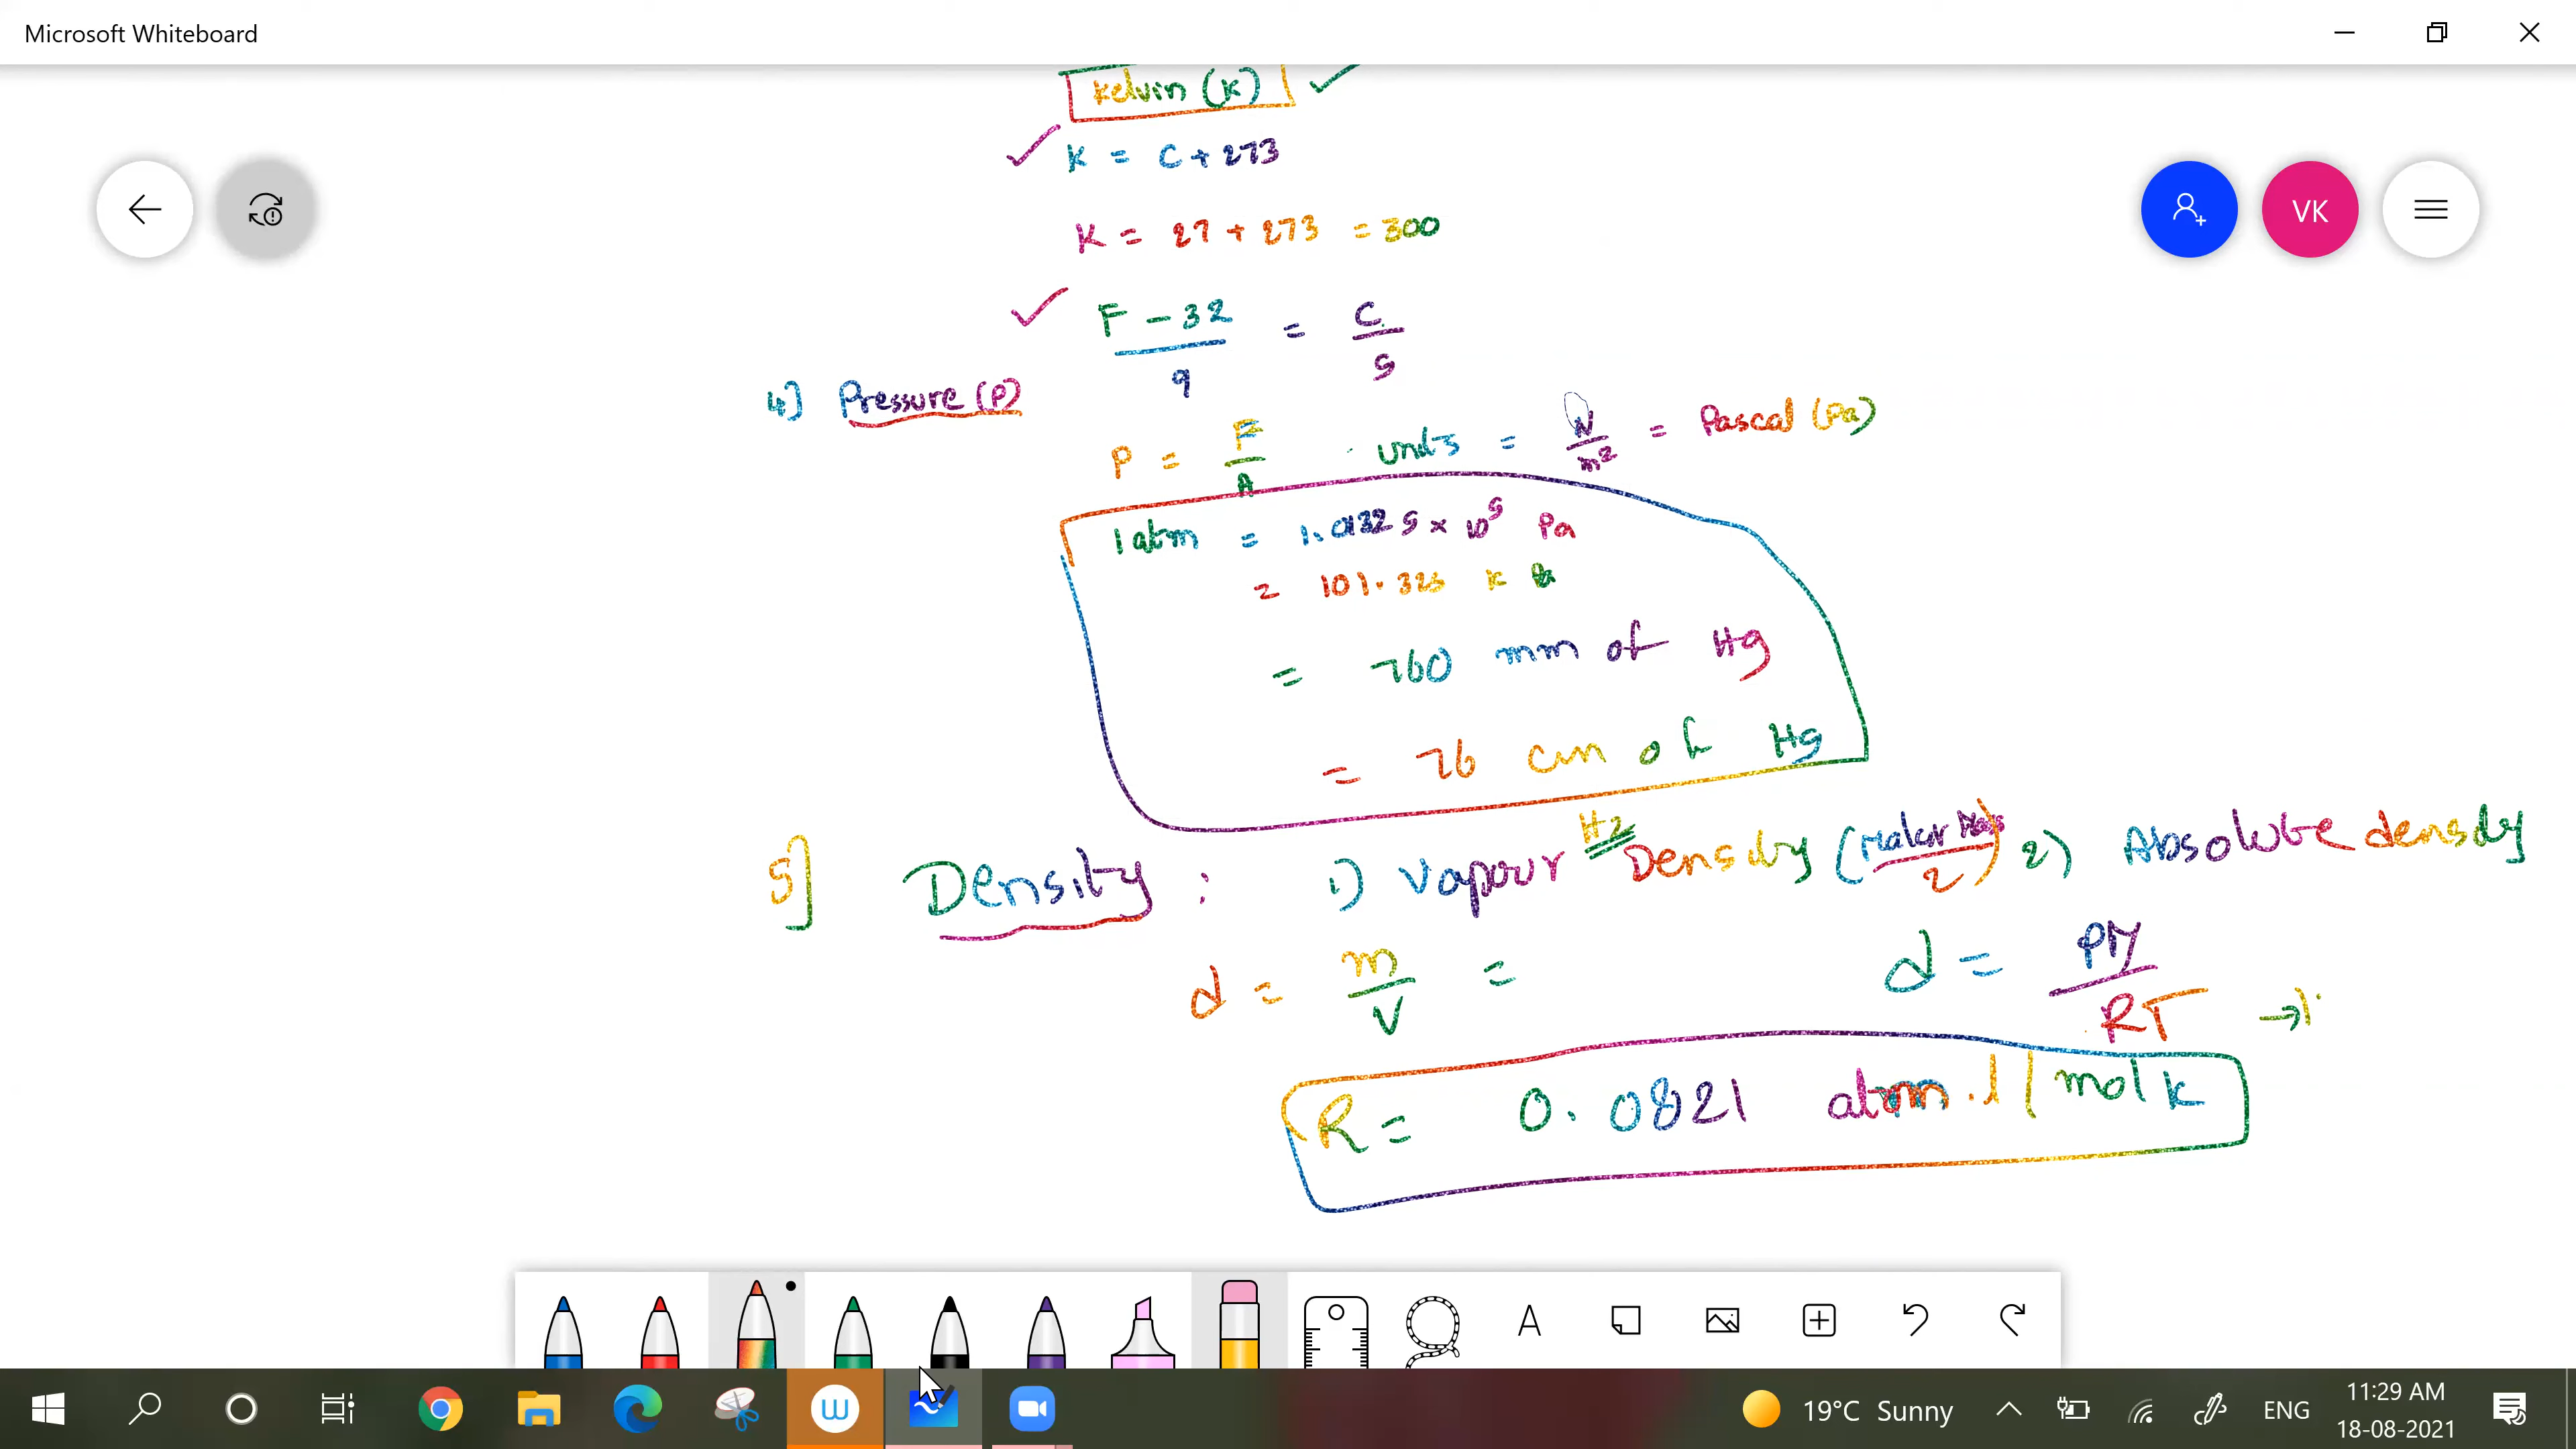 Microsoft Whiteboard
Kelvin (K)
K = C + 273
VK
K = 27 + 273 = 300
F - 32 / 9 = C / 5
4] Pressure (P)
P = F / A . units = N / m² = Pascal (Pa)
1 atm = 1.01325 × 10⁵ Pa
= 101.325 K
= 760 mm of Hg
= 76 cm of Hg
5] Density : 1) Vapour H2 Density (Molar Mass / 2) 2) Absolute density
d = m / V =
d = PM / RT →
R = 0.0821 atm.l / mol k
19°C Sunny
ENG
11:29 AM
18-08-2021